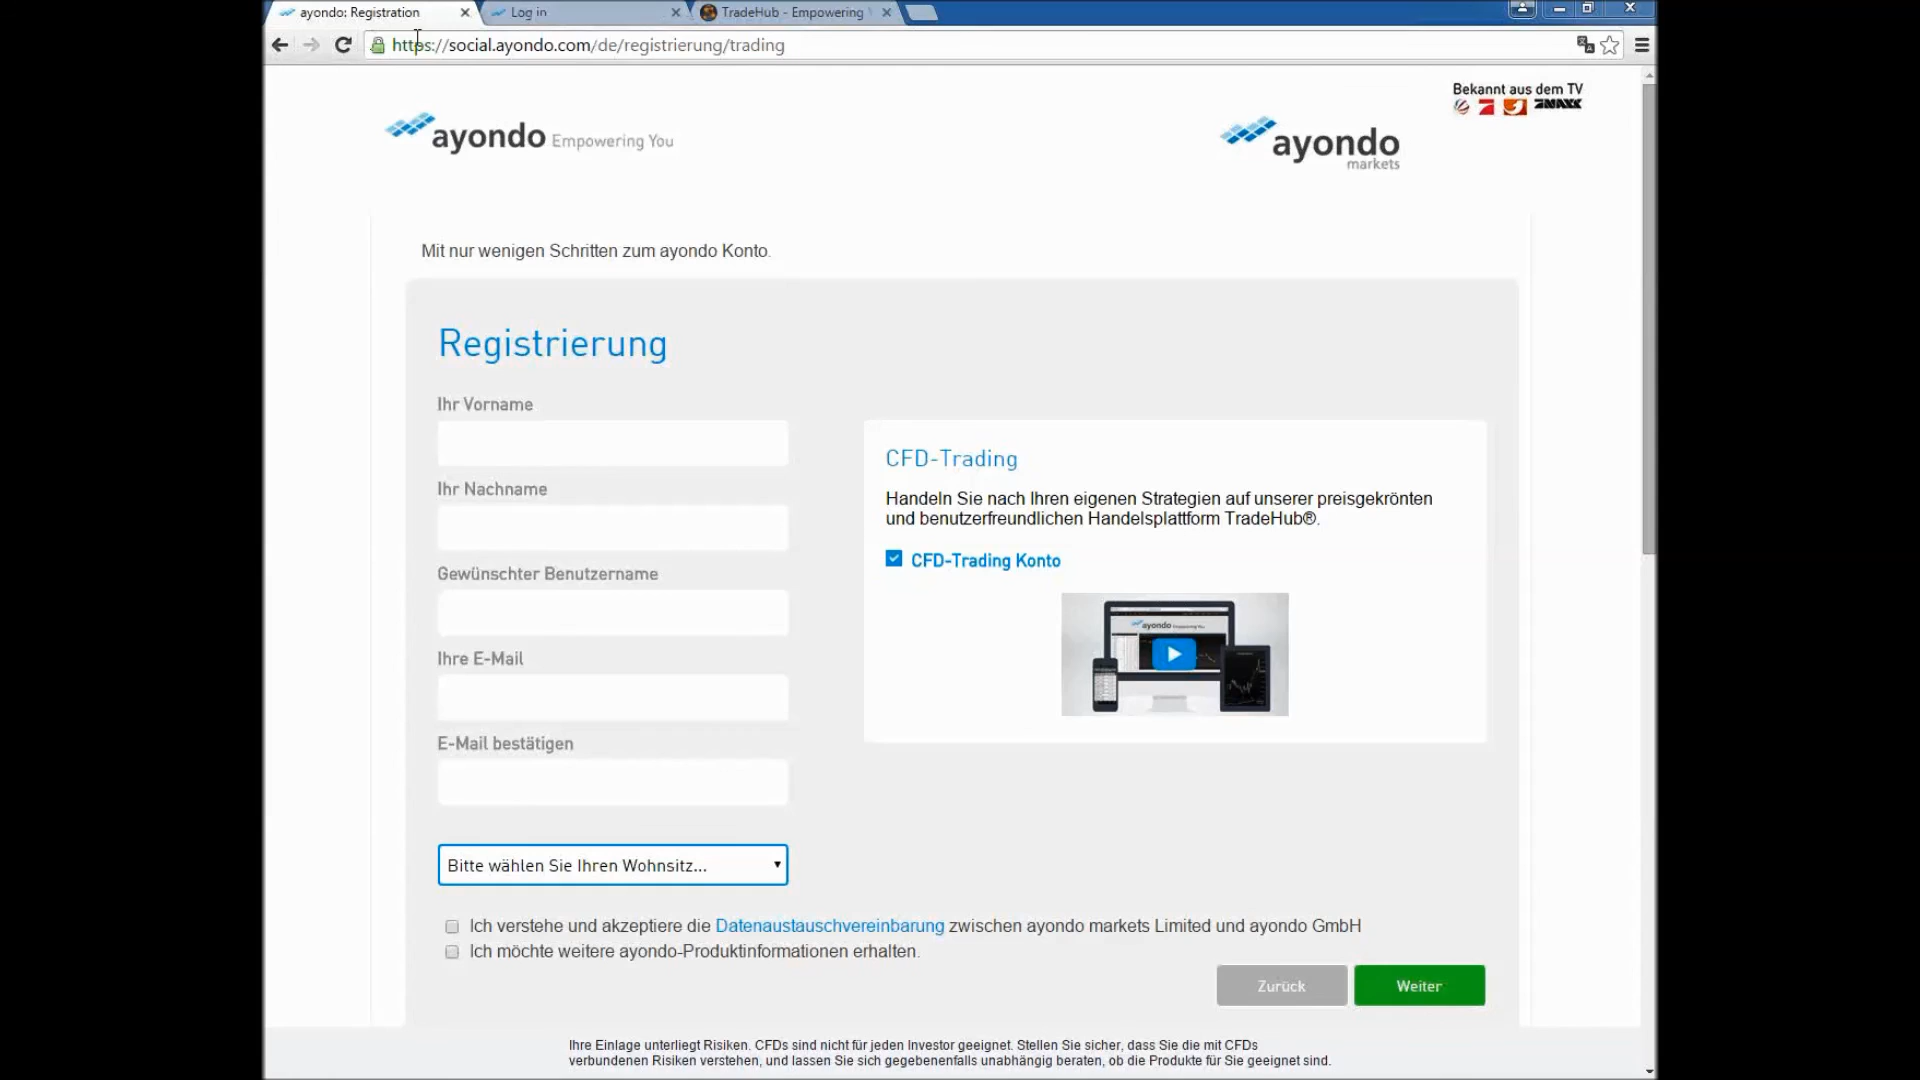 ayondo: Registration
Log in
TradeHub - Empowering
https://social.ayondo.com/de/registrierung/trading
Bekannt aus dem TV
ayondo Empowering You
ayondo
markets
Mit nur wenigen Schritten zum ayondo Konto.
Registrierung
Ihr Vorname
Ihr Nachname
Gewünschter Benutzername
Ihre E-Mail
E-Mail bestätigen
Bitte wählen Sie Ihren Wohnsitz...
CFD-Trading
Handeln Sie nach Ihren eigenen Strategien auf unserer preisgekrönten
und benutzerfreundlichen Handelsplattform TradeHub®.
CFD-Trading Konto
ayondo Empowering You
Ich verstehe und akzeptiere die Datenaustauschvereinbarung zwischen ayondo markets Limited und ayondo GmbH
Ich möchte weitere ayondo-Produktinformationen erhalten.
Zurück
Weiter
Ihre Einlage unterliegt Risiken. CFDs sind nicht für jeden Investor geeignet. Stellen Sie sicher, dass Sie die mit CFDs
verbundenen Risiken verstehen, und lassen Sie sich gegebenenfalls unabhängig beraten, ob die Produkte für Sie geeignet sind.